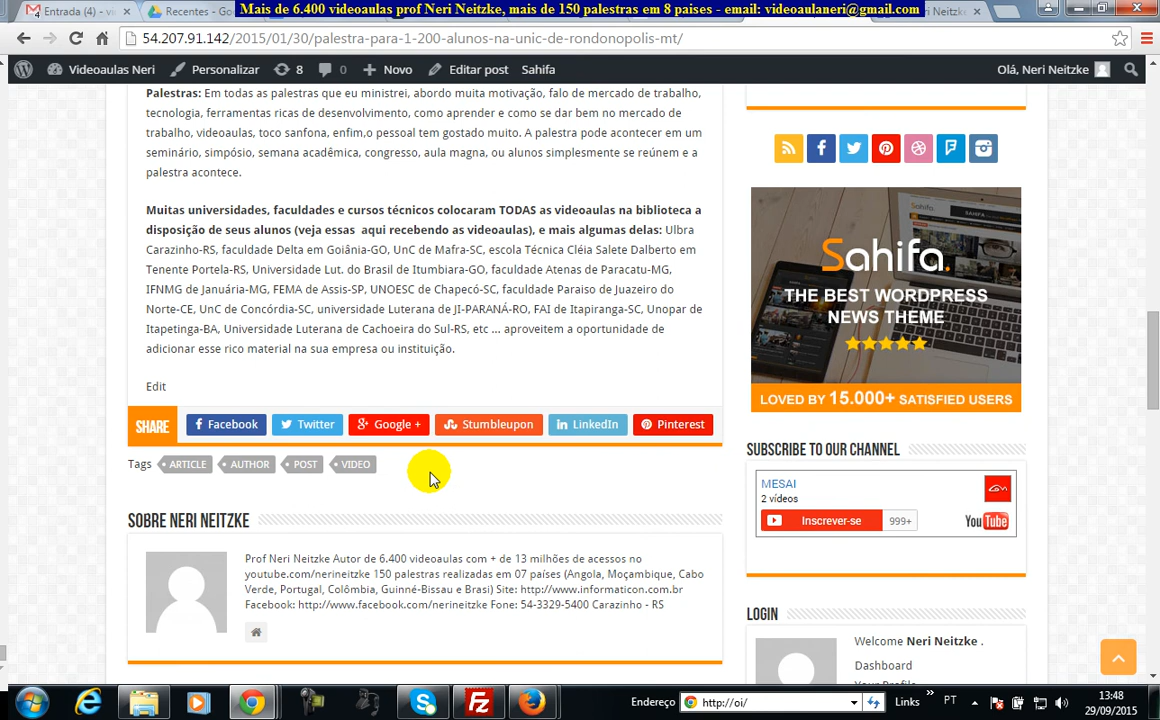 Entrada (4) - vi
Recentes - Go
Mais de 6.400 videoaulas prof Neri Neitzke, mais de 150 palestras em 8 paises - email: videoaulaneri@gmail.com
Neri Neitzke
54.207.91.142/2015/01/30/palestra-para-1-200-alunos-na-unic-de-rondonopolis-mt/
Videoaulas Neri
Personalizar
8
0
Novo
Editar post
Sahifa
Olá, Neri Neitzke
Palestras: Em todas as palestras que eu ministrei, abordo muita motivação, falo de mercado de trabalho,
tecnologia, ferramentas ricas de desenvolvimento, como aprender e como se dar bem no mercado de
trabalho, videoaulas, toco sanfona, enfim,o pessoal tem gostado muito. A palestra pode acontecer em um
seminário, simpósio, semana acadêmica, congresso, aula magna, ou alunos simplesmente se reúnem e a
palestra acontece.
Muitas universidades, faculdades e cursos técnicos colocaram TODAS as videoaulas na biblioteca a
disposição de seus alunos (veja essas aqui recebendo as videoaulas), e mais algumas delas: Ulbra
Carazinho-RS, faculdade Delta em Goiânia-GO, UnC de Mafra-SC, escola Técnica Cléia Salete Dalberto em
Tenente Portela-RS, Universidade Lut. do Brasil de Itumbiara-GO, faculdade Atenas de Paracatu-MG,
IFNMG de Januária-MG, FEMA de Assis-SP, UNOESC de Chapecó-SC, faculdade Paraiso de Juazeiro do
Norte-CE, UnC de Concórdia-SC, universidade Luterana de JI-PARANÁ-RO, FAI de Itapiranga-SC, Unopar de
Itapetinga-BA, Universidade Luterana de Cachoeira do Sul-RS, etc ... aproveitem a oportunidade de
adicionar esse rico material na sua empresa ou instituição.
Edit
SHARE
Facebook
Twitter
Google +
Stumbleupon
LinkedIn
Pinterest
Tags
ARTICLE
AUTHOR
POST
VIDEO
SOBRE NERI NEITZKE
Prof Neri Neitzke Autor de 6.400 videoaulas com + de 13 milhões de acessos no
youtube.com/nerineitzke 150 palestras realizadas em 07 países (Angola, Moçambique, Cabo
Verde, Portugal, Colômbia, Guinné-Bissau e Brasi) Site: http://www.informaticon.com.br
Facebook: http://www.facebook.com/nerineitzke Fone: 54-3329-5400 Carazinho - RS
Sahifa.
THE BEST WORDPRESS
NEWS THEME
LOVED BY 15.000+ SATISFIED USERS
SUBSCRIBE TO OUR CHANNEL
MESAI
2 vídeos
Inscrever-se
999+
YouTube
LOGIN
Welcome Neri Neitzke .
Dashboard
Your Profile
Endereço
http://oi/
Links
PT
13:48
29/09/2015